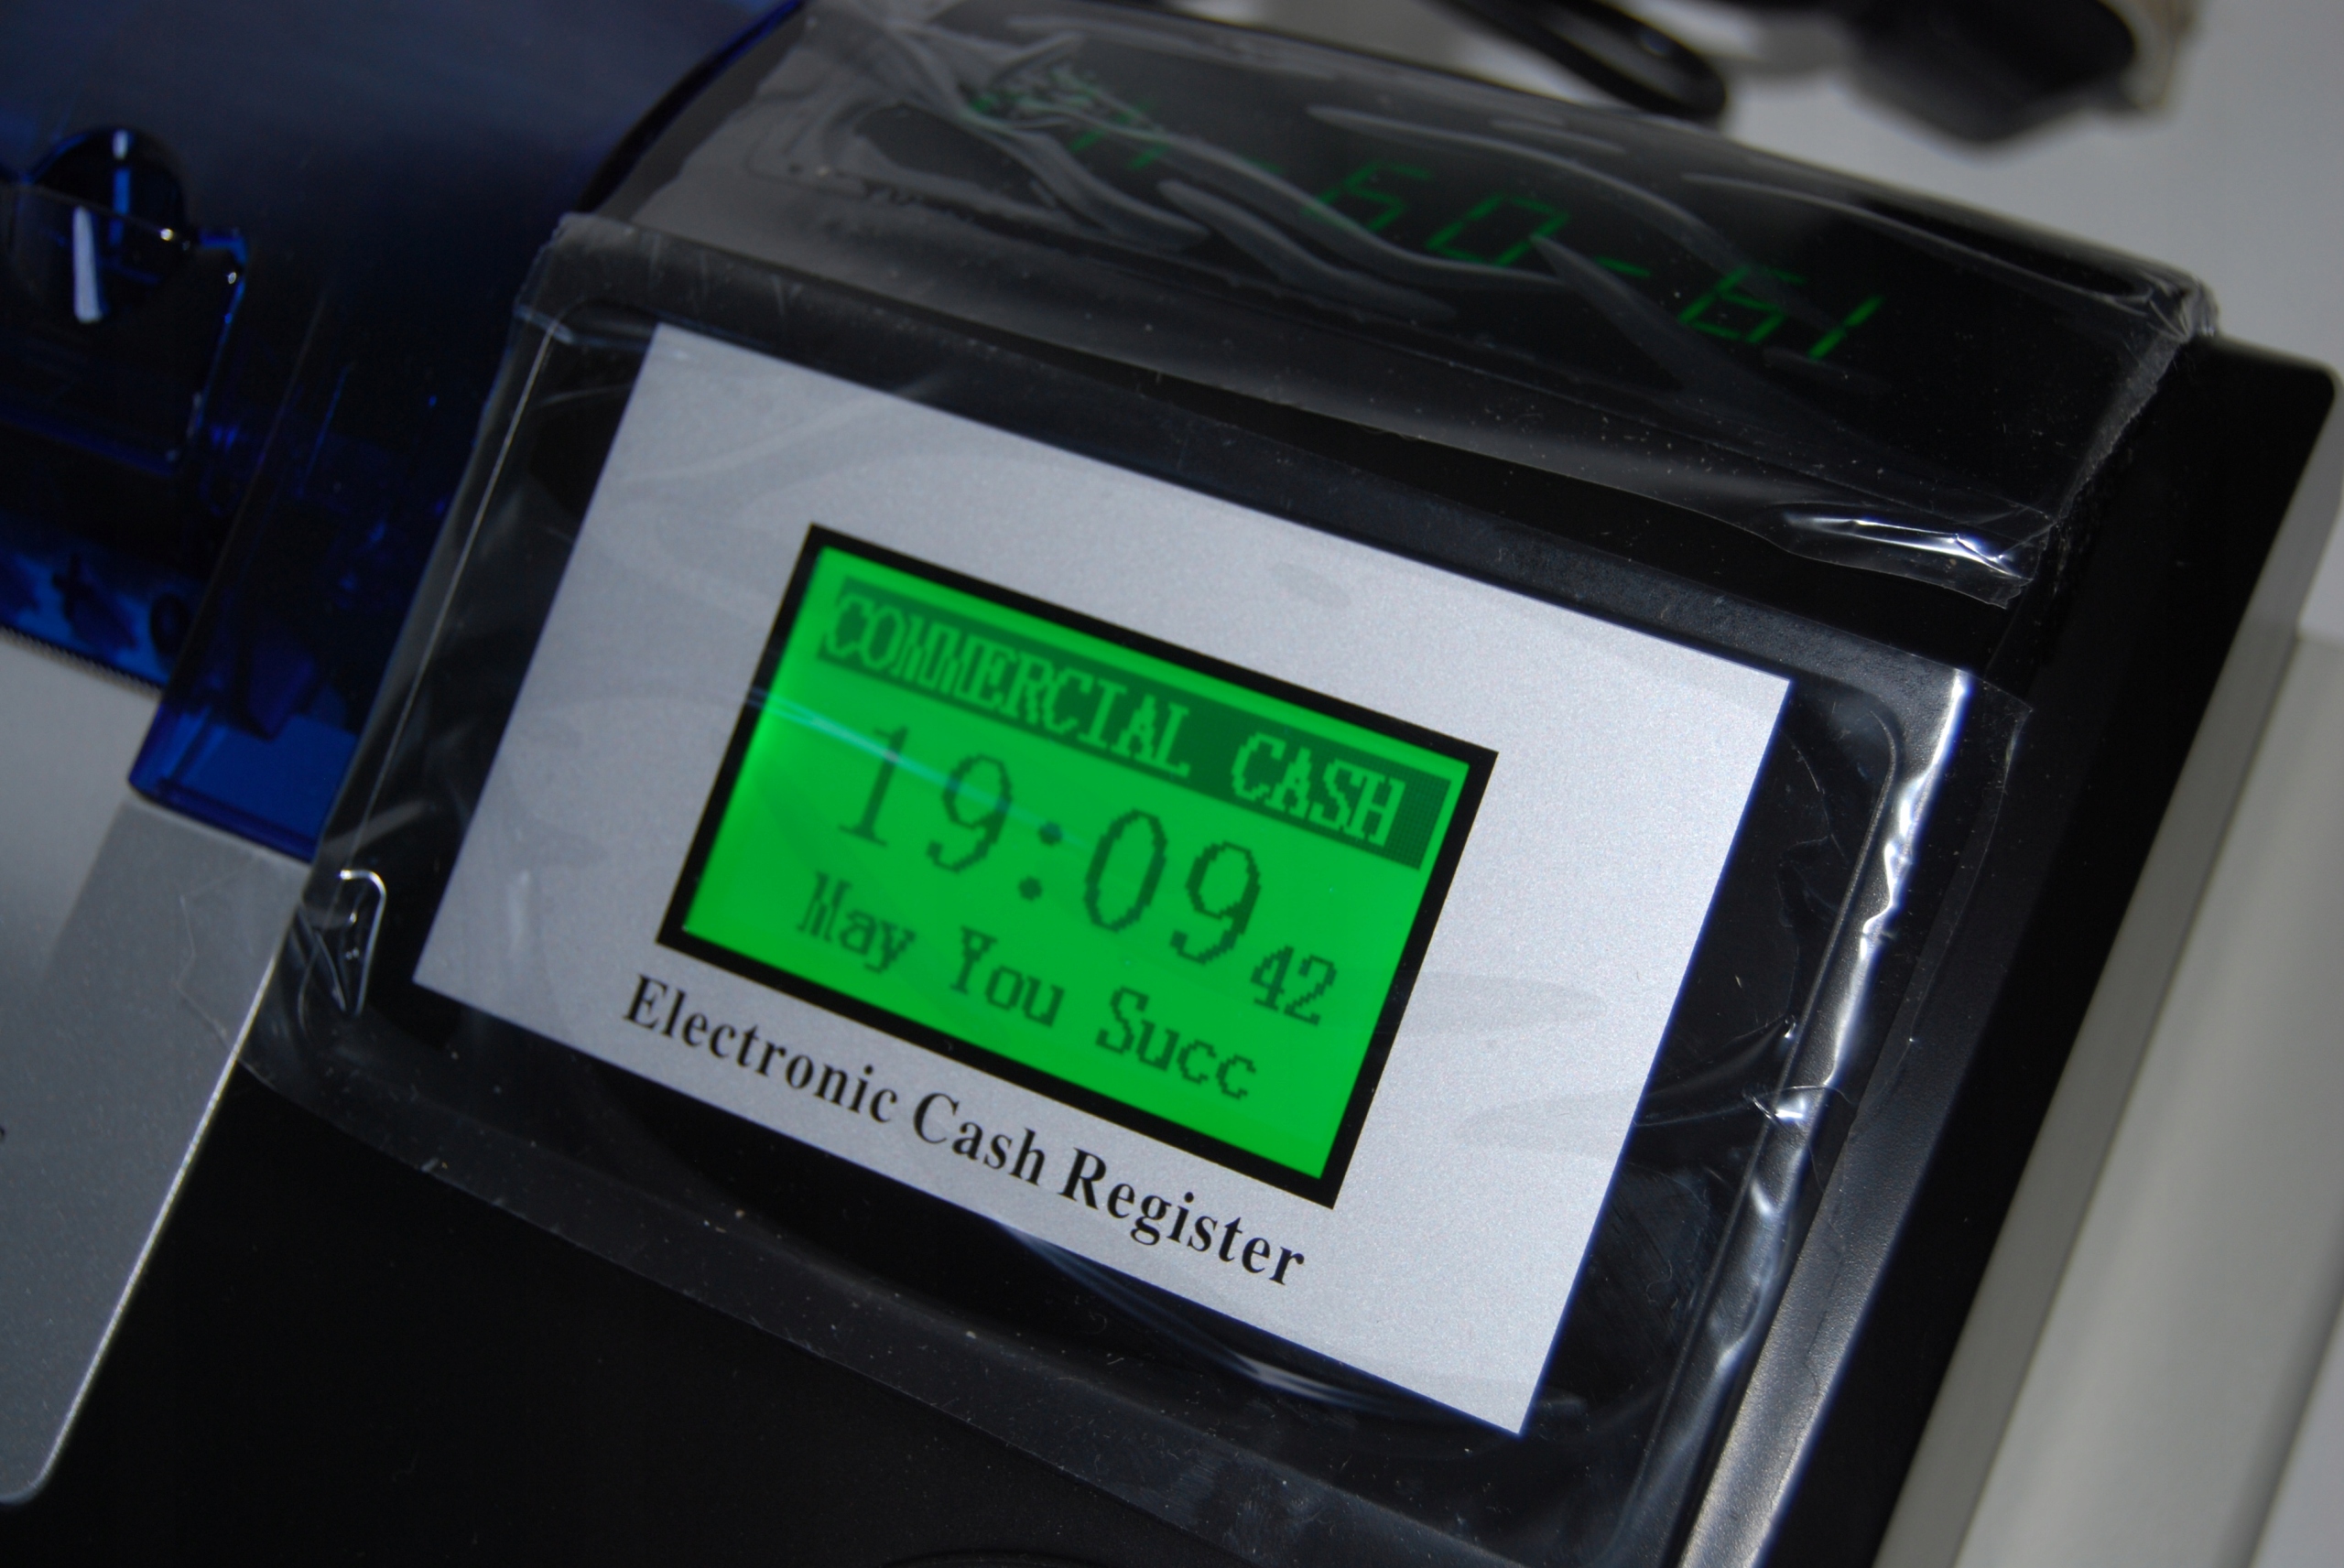 COMMERCIAL CASH
19:09 42
May You Succ
Electronic Cash Register